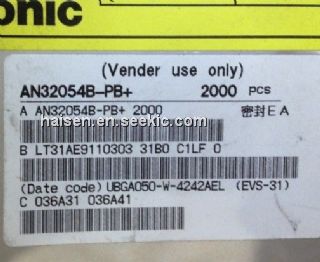 onic
(Vender use only)
AN32054B-PB+ 2000 PCS
A AN32054B-PB+ 2000 密封EA
haisen.seekic.com
B LT31AE9110303 31B0 C1LF 0
(Date code) UBGA050-W-4242AEL (EVS-31)
C 036A31 036A41